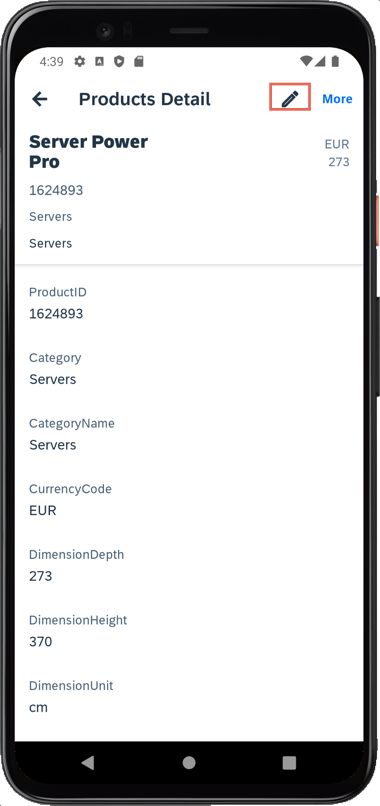 4:39
Products Detail
More
Server Power
Pro
EUR
273
1624893
Servers
Servers
ProductID
1624893
Category
Servers
CategoryName
Servers
CurrencyCode
EUR
DimensionDepth
273
DimensionHeight
370
DimensionUnit
cm